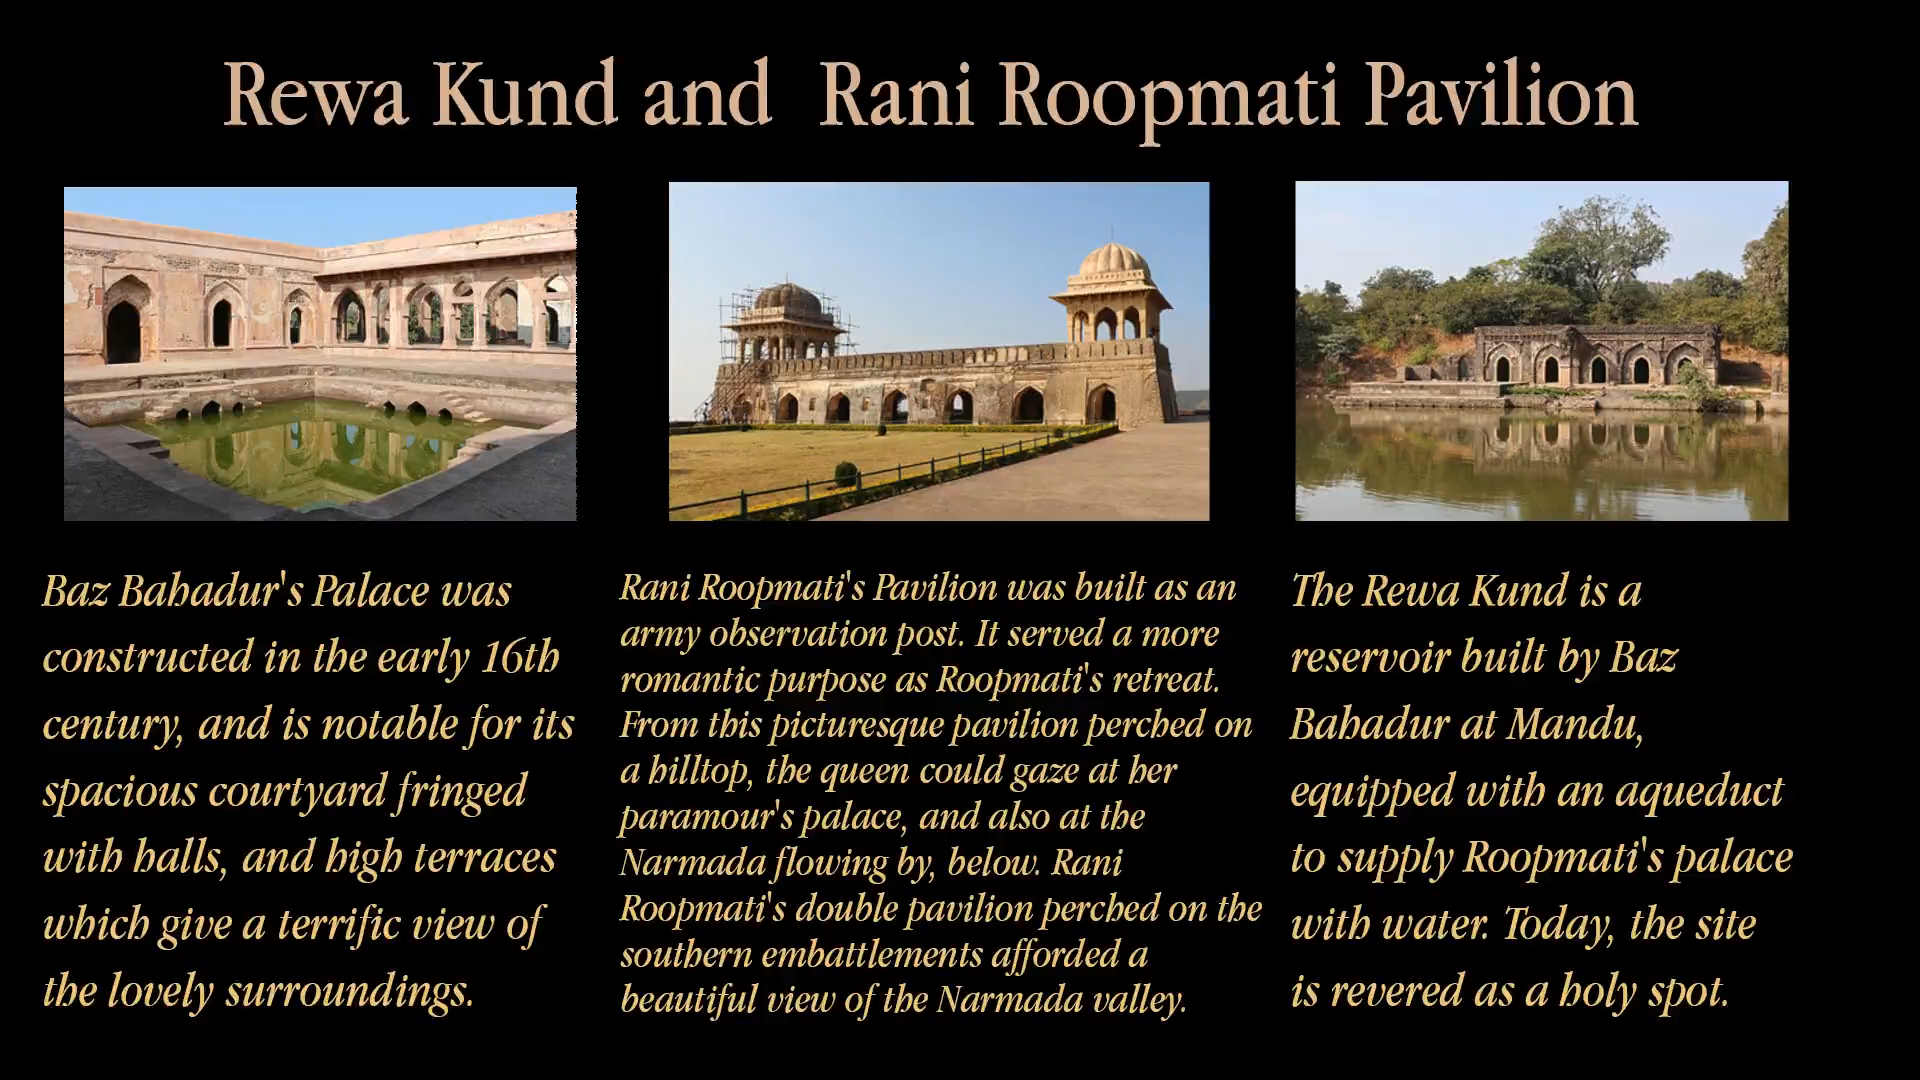 Rewa Kund and Rani Roopmati Pavilion
Baz Bahadur's Palace was
constructed in the early 16th
century, and is notable for its
spacious courtyard fringed
with halls, and high terraces
which give a terrific view of
the lovely surroundings.
Rani Roopmati's Pavilion was built as an
army observation post. It served a more
romantic purpose as Roopmati's retreat.
From this picturesque pavilion perched on
a hilltop, the queen could gaze at her
paramour's palace, and also at the
Narmada flowing by, below. Rani
Roopmati's double pavilion perched on the
southern embattlements afforded a
beautiful view of the Narmada valley.
The Rewa Kund is a
reservoir built by Baz
Bahadur at Mandu,
equipped with an aqueduct
to supply Roopmati's palace
with water. Today, the site
is revered as a holy spot.